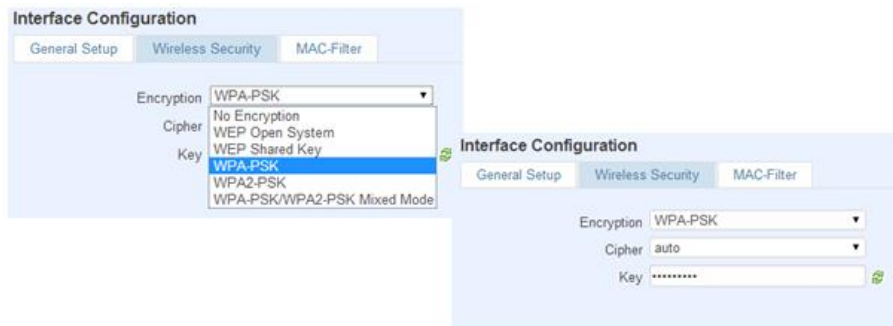 Interface Configuration
General Setup Wireless Security MAC-Filter
Encryption WPA-PSK
Cipher
Key
No Encryption
WEP Open System
WEP Shared Key
WPA-PSK
WPA2-PSK
WPA-PSK/WPA2-PSK Mixed Mode
Interface Configuration
General Setup Wireless Security MAC-Filter
Encryption WPA-PSK
Cipher auto
Key •••••••••